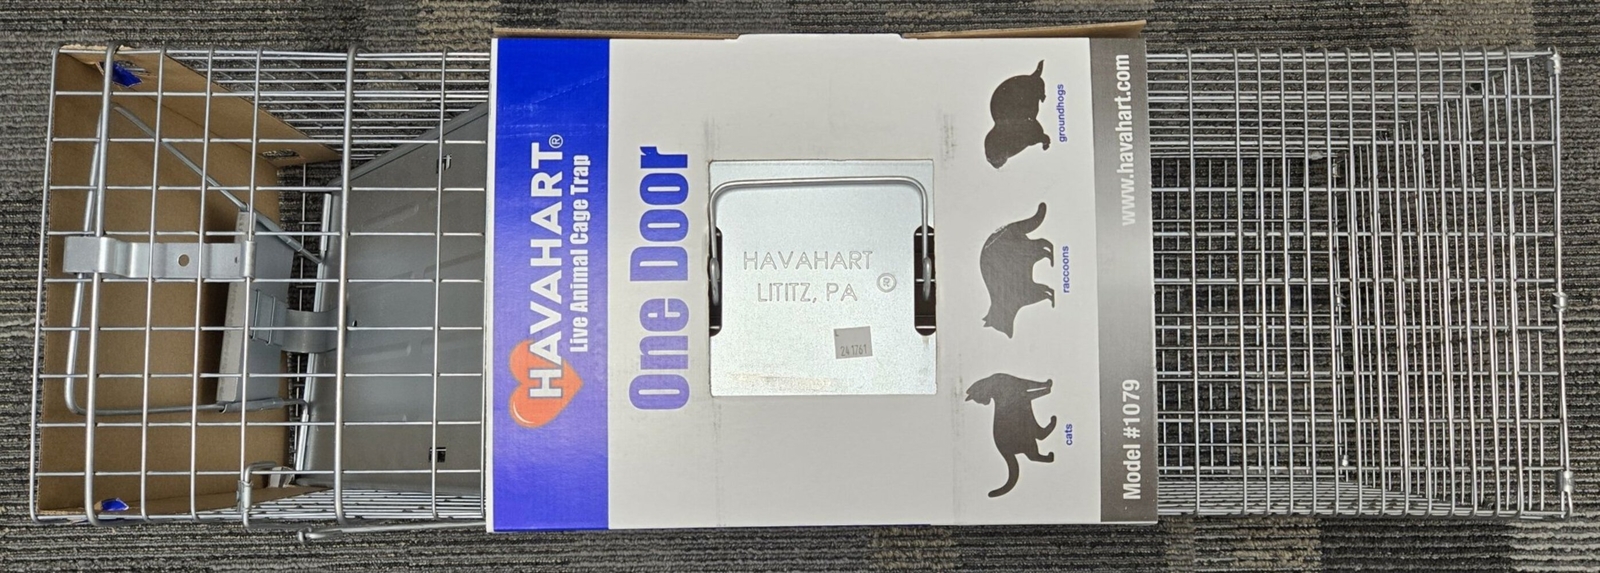 HAVAHART®
Live Animal Cage Trap
One Door
HAVAHART
LITITZ, PA ®
241761
groundhogs
raccoons
cats
Model #1079
www.havahart.com